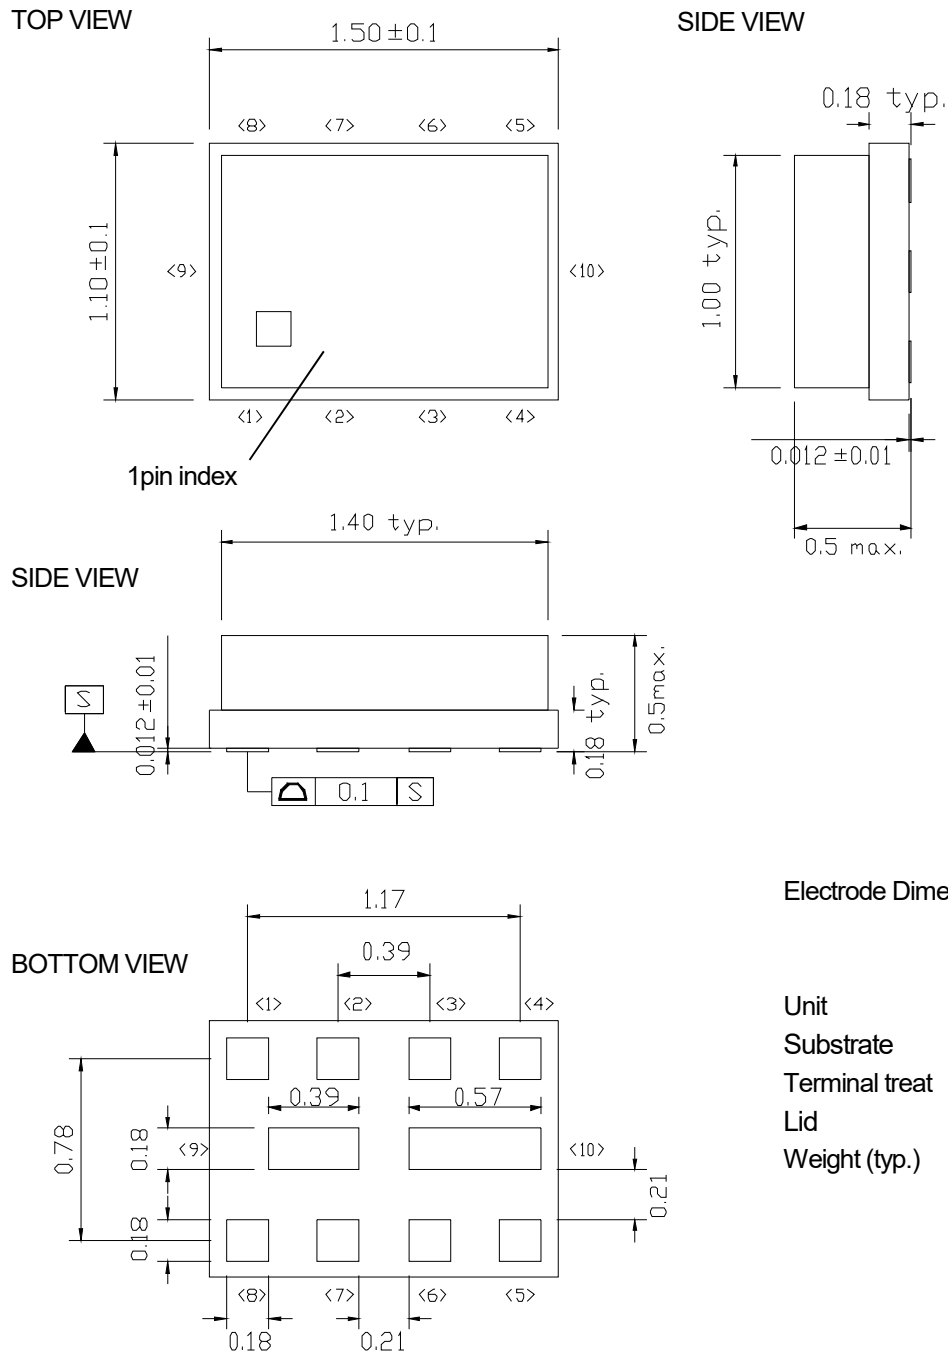 TOP VIEW
SIDE VIEW
1.50±0.1
0.18 typ.
<8> <7> <6> <5>
1.10±0.1
<9>
<10>
1.00 typ.
<1> <2> <3> <4>
1pin index
0.012±0.01
0.5 max.
1.40 typ.
SIDE VIEW
S
0.012±0.01
0.18 typ.
0.5max.
0.1 S
Electrode Dime
1.17
0.39
BOTTOM VIEW
<1> <2> <3> <4>
Unit
Substrate
Terminal treat
Lid
Weight (typ.)
0.39 0.57
0.78
0.18
<9>
<10>
0.21
0.18
<8> <7> <6> <5>
0.18 0.21